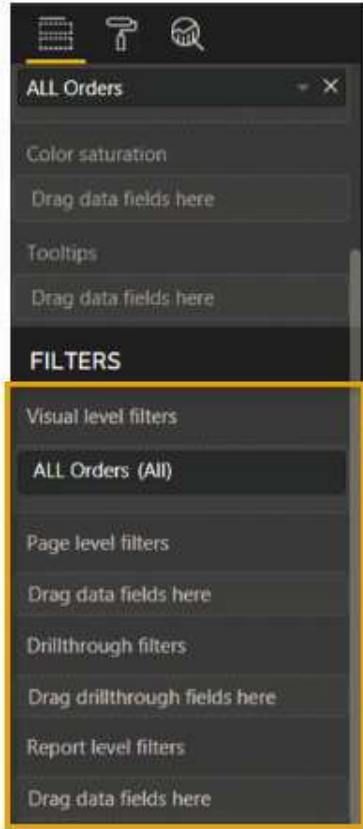 ALL Orders
Color saturation
Drag data fields here
Tooltips
Drag data fields here
FILTERS
Visual level filters
ALL Orders (All)
Page level filters
Drag data fields here
Drillthrough filters
Drag drillthrough fields here
Report level filters
Drag data fields here